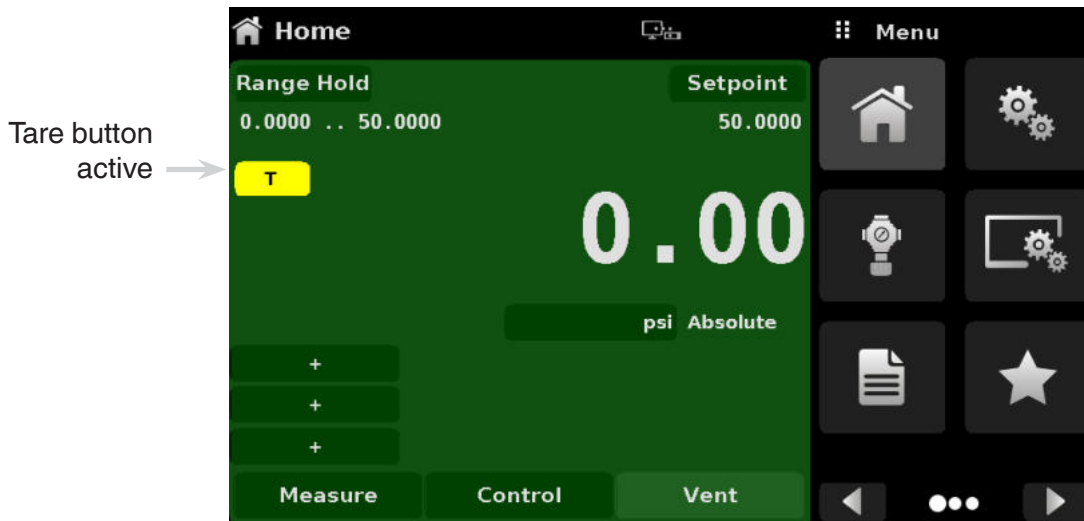 Home
Menu
Range Hold
Setpoint
0.0000 .. 50.0000
50.0000
Tare button
active
T
0.00
psi Absolute
+
+
+
Measure
Control
Vent